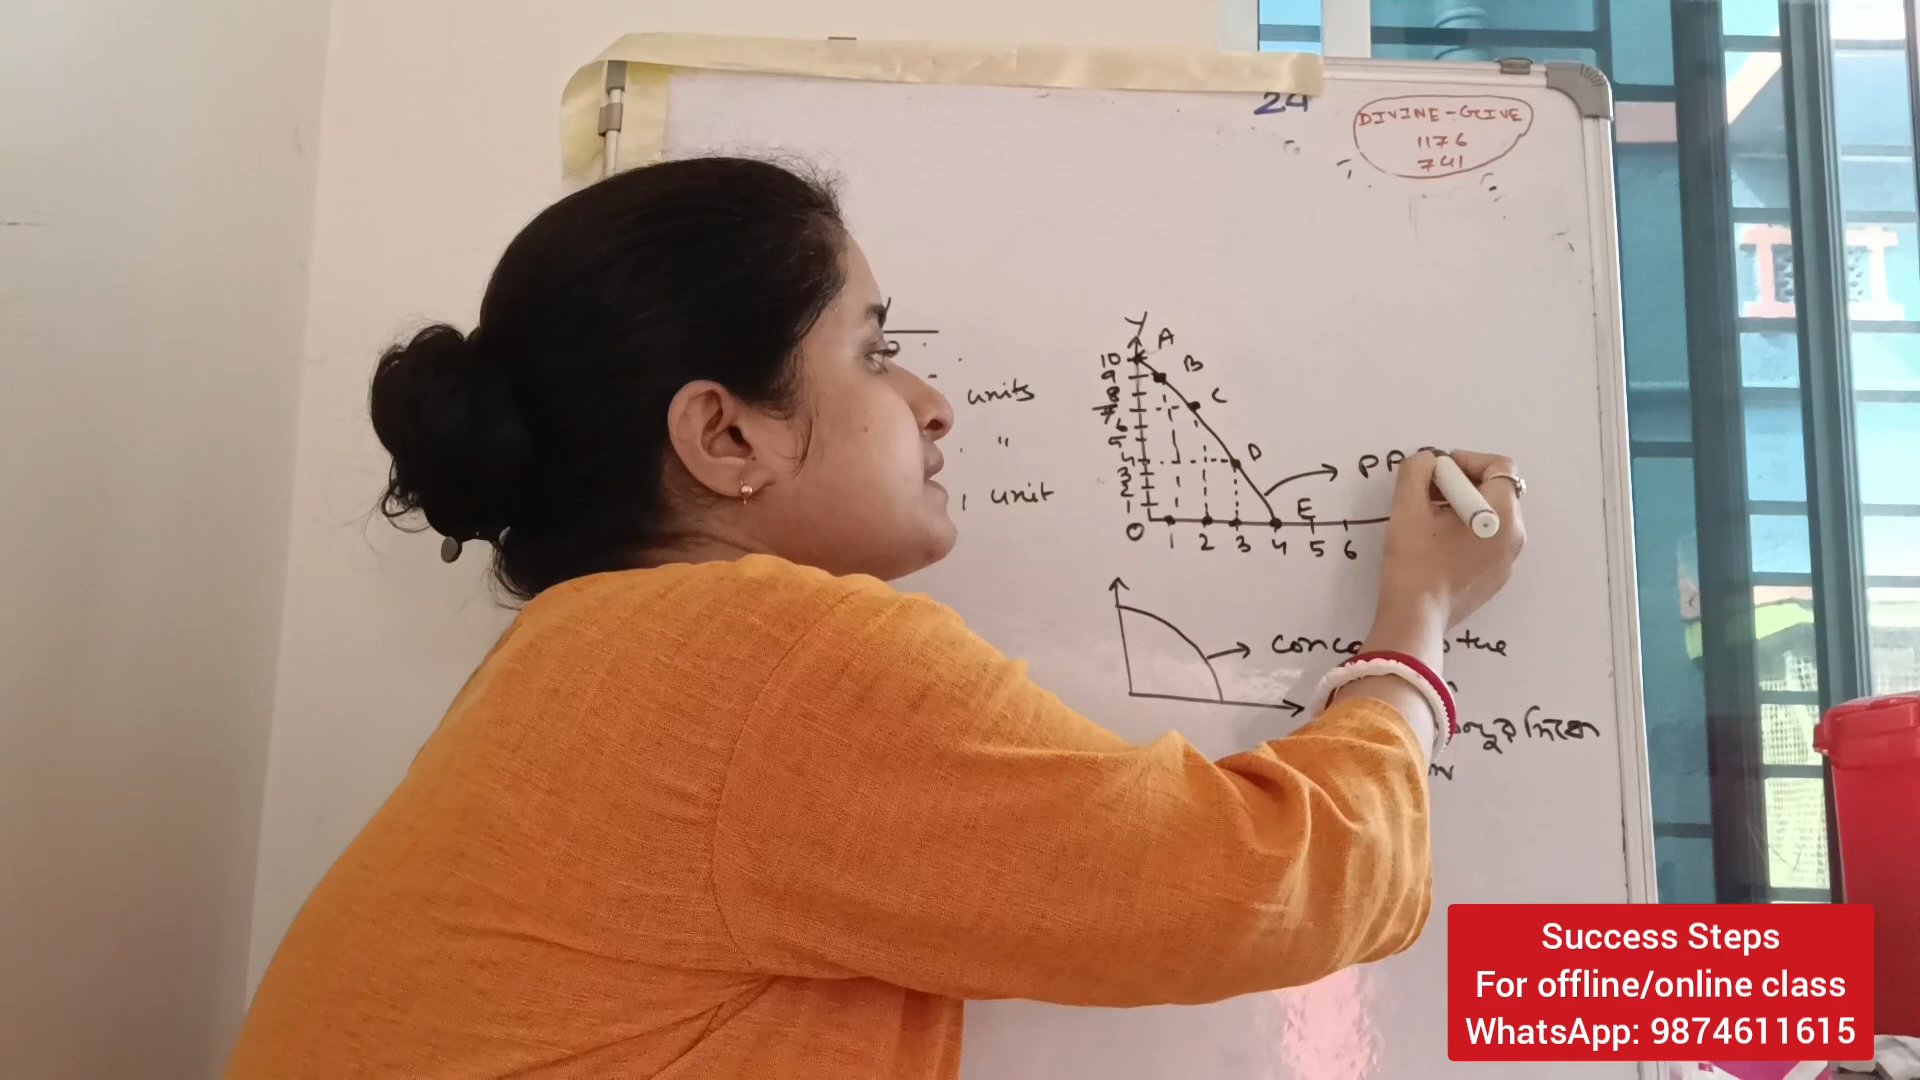 24
DIVINE-GIVE
1176
741
units
"
unit
Y
A
B
C
D
E
10
9
8
7
6
5
4
3
2
1
0
1 2 3 4 5 6
the
Success Steps
For offline/online class
WhatsApp: 9874611615